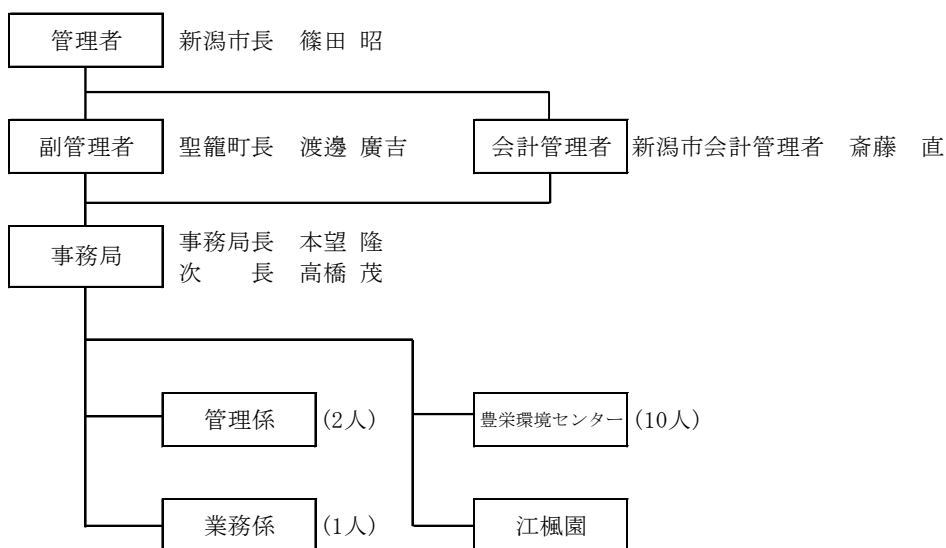 管理者 新潟市長 篠田 昭
副管理者 聖籠町長 渡邊 廣吉 会計管理者 新潟市会計管理者 斎藤 直
事務局 事務局長 本望 隆
次 長 高橋 茂
管理係 (2人) 豊栄環境センター (10人)
業務係 (1人) 江楓園